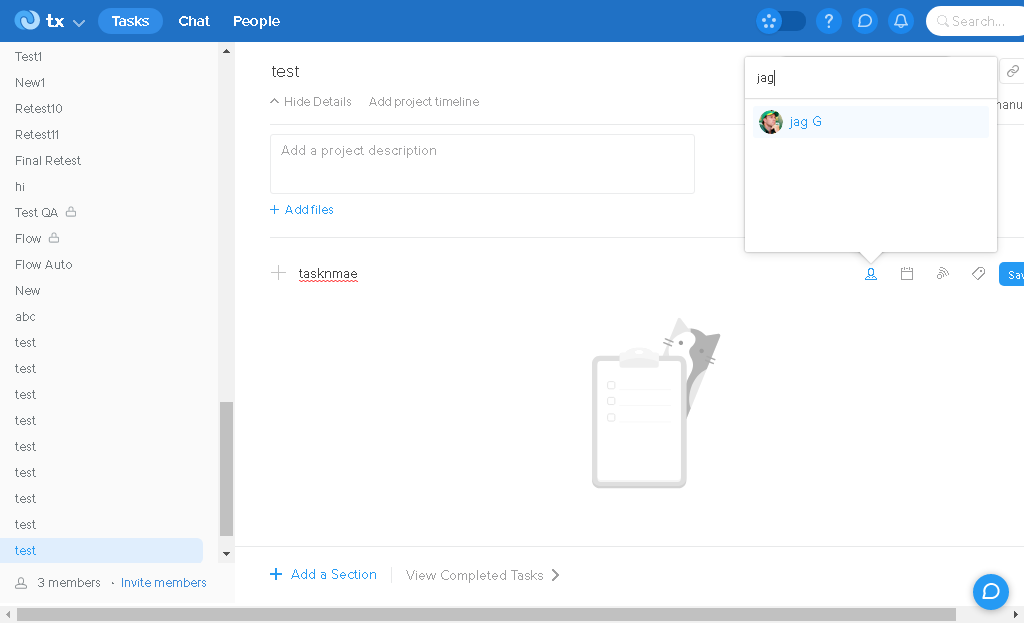 tx
Tasks
Chat
People
?
Search...
Test1
New1
Retest10
Retest11
Final Retest
hi
Test QA
Flow
Flow Auto
New
abc
test
test
test
test
test
test
test
test
test
3 members · Invite members
test
Hide Details
Add project timeline
Add a project description
+ Add files
jag
jag G
tasknmae
Sav
+ Add a Section
View Completed Tasks